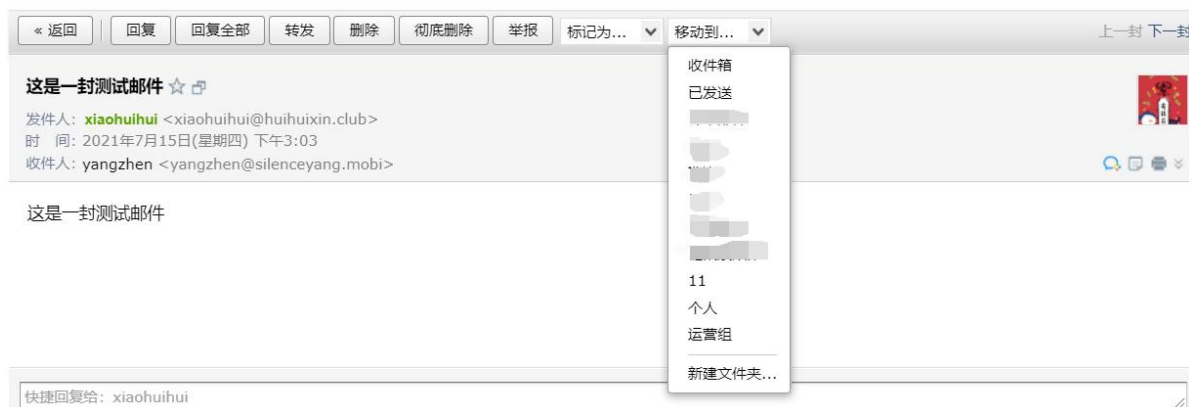 « 返回 回复 回复全部 转发 删除 彻底删除 举报 标记为... 移动到... 上一封 下一封
收件箱
已发送
11
个人
运营组
新建文件夹...
这是一封测试邮件
发件人: xiaohuihui <xiaohuihui@huihuixin.club>
时 间: 2021年7月15日(星期四) 下午3:03
收件人: yangzhen <yangzhen@silenceyang.mobi>
这是一封测试邮件
快捷回复给: xiaohuihui